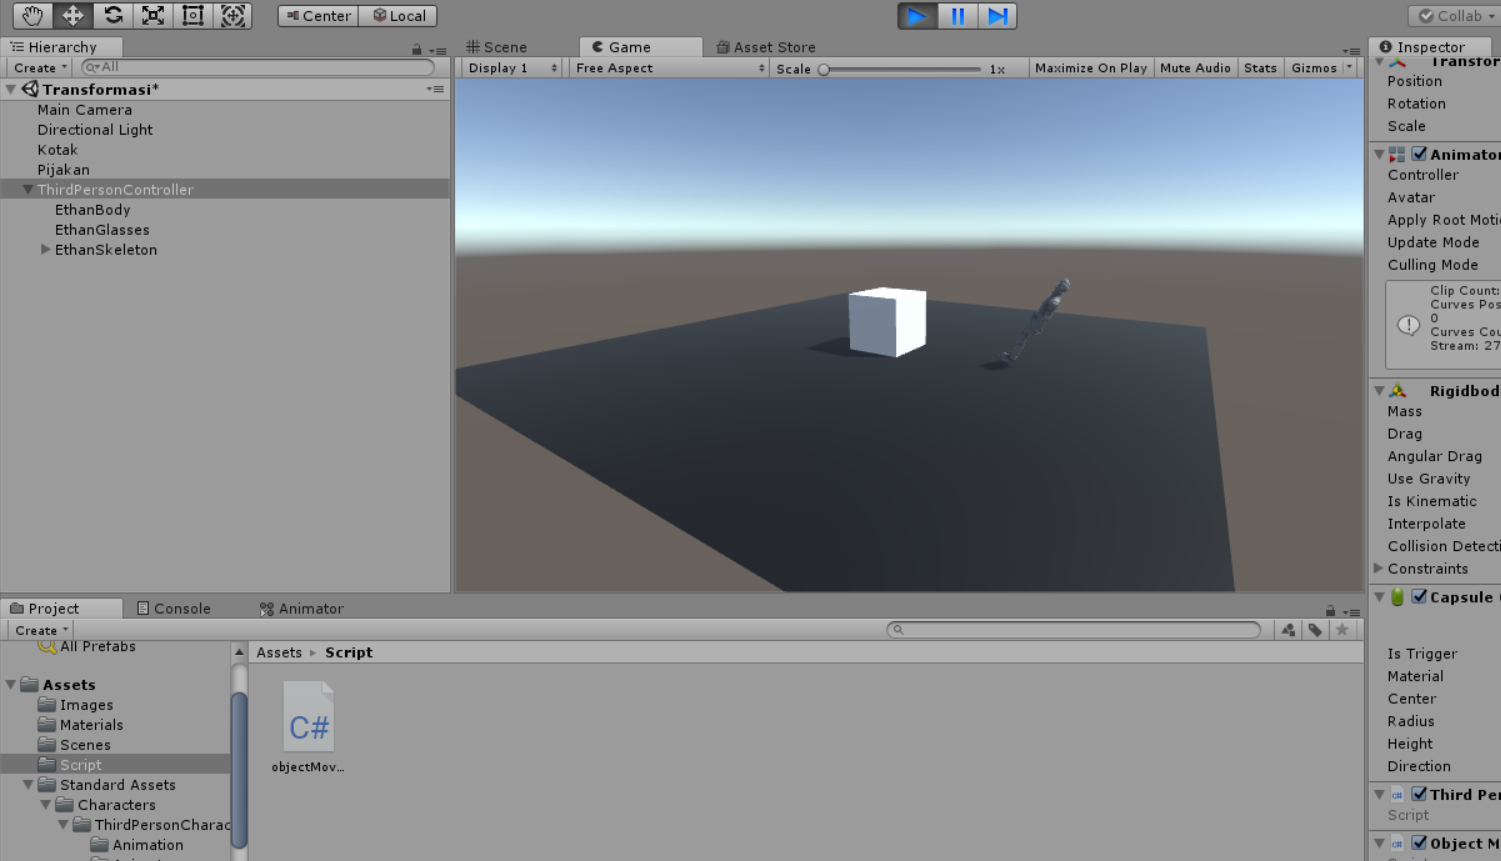 Center Local Collab
Hierarchy
Create All
Transformasi*
Main Camera
Directional Light
Kotak
Pijakan
ThirdPersonController
EthanBody
EthanGlasses
EthanSkeleton
Scene Game Asset Store
Display 1 Free Aspect Scale 1x Maximize On Play Mute Audio Stats Gizmos
Inspector
Transfor
Position
Rotation
Scale
Animator
Controller
Avatar
Apply Root Moti
Update Mode
Culling Mode
Clip Count:
Curves Pos
0
Curves Cou
Stream: 27
Rigidbod
Mass
Drag
Angular Drag
Use Gravity
Is Kinematic
Interpolate
Collision Detecti
Constraints
Capsule
Is Trigger
Material
Center
Radius
Height
Direction
Third Per
Script
Object M
Project Console Animator
Create
All Prefabs
Assets
Images
Materials
Scenes
Script
Standard Assets
Characters
ThirdPersonCharac
Animation
Assets Script
C#
objectMov...